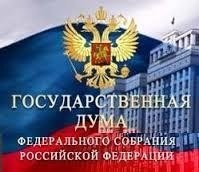 ГОСУДАРСТВЕННАЯ
ДУМА
ФЕДЕРАЛЬНОГО СОБРАНИЯ
РОССИЙСКОЙ ФЕДЕРАЦИИ